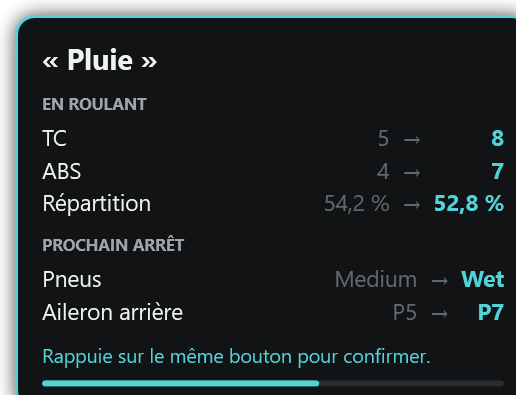 « Pluie »
EN ROULANT
TC 5 → 8
ABS 4 → 7
Répartition 54,2 % → 52,8 %
PROCHAIN ARRÊT
Pneus Medium → Wet
Aileron arrière P5 → P7
Rappuie sur le même bouton pour confirmer.